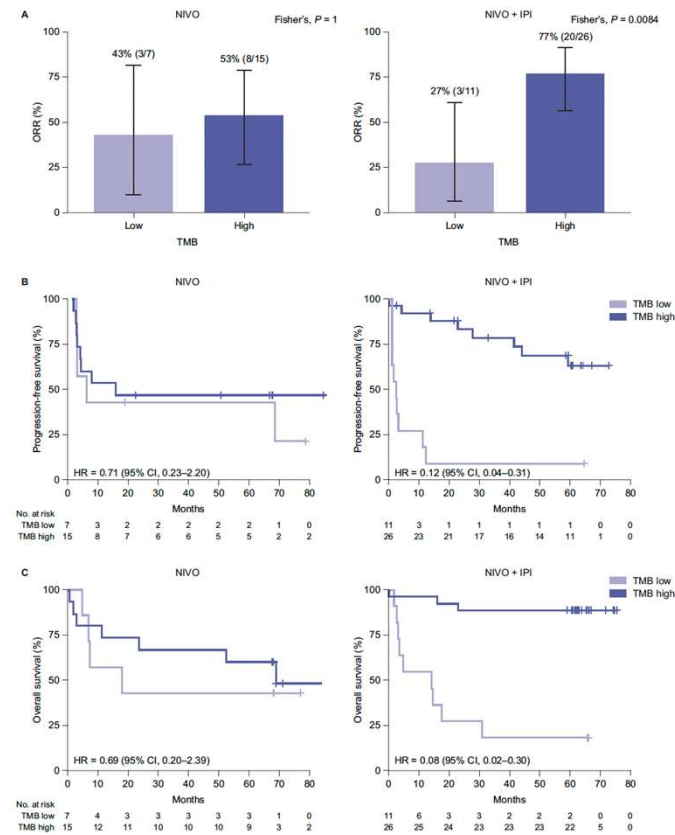 A
NIVO
Fisher's, P = 1
100
75
50
25
0
ORR (%)
43% (3/7)
53% (8/15)
Low
High
TMB
NIVO + IPI
Fisher's, P = 0.0084
100
75
50
25
0
ORR (%)
27% (3/11)
77% (20/26)
Low
High
TMB
B
NIVO
100
75
50
25
0
Progression-free survival (%)
HR = 0.71 (95% CI, 0.23–2.20)
0 10 20 30 40 50 60 70 80
Months
No. at risk
TMB low 7 3 2 2 2 2 2 1 0
TMB high 15 8 7 6 6 5 5 2 2
NIVO + IPI
TMB low
TMB high
100
75
50
25
0
Progression-free survival (%)
HR = 0.12 (95% CI, 0.04–0.31)
0 10 20 30 40 50 60 70 80
Months
11 3 1 1 1 1 1 0 0
26 23 21 17 16 14 11 1 0
C
NIVO
100
75
50
25
0
Overall survival (%)
HR = 0.69 (95% CI, 0.20–2.39)
0 10 20 30 40 50 60 70 80
Months
No. at risk
TMB low 7 4 3 3 3 3 3 1 0
TMB high 15 12 11 10 10 10 9 3 2
NIVO + IPI
TMB low
TMB high
100
75
50
25
0
Overall survival (%)
HR = 0.08 (95% CI, 0.02–0.30)
0 10 20 30 40 50 60 70 80
Months
11 6 3 3 2 2 2 0 0
26 25 24 23 23 23 22 5 0